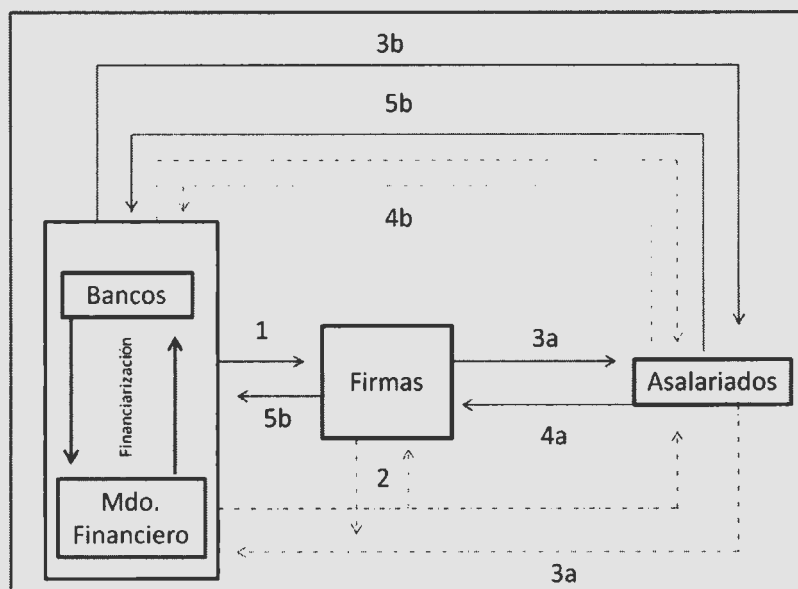 3b
5b
4b
Bancos
Financiarización
Mdo.
Financiero
1
5b
Firmas
2
3a
4a
Asalariados
3a